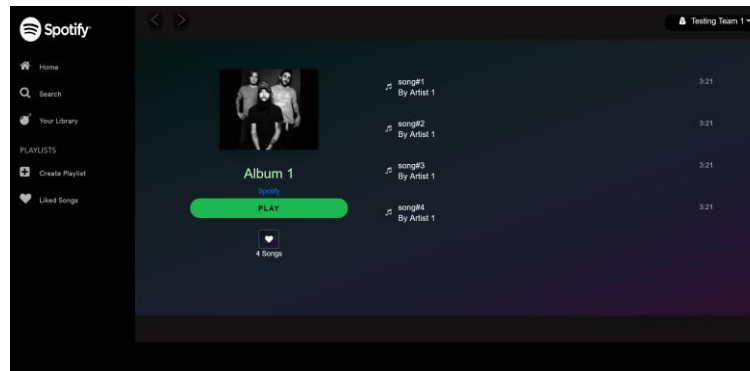 Spotify
Testing Team 1
Home
Search
Your Library
PLAYLISTS
Create Playlist
Liked Songs
Album 1
Spotify
PLAY
4 Songs
song#1
By Artist 1
3:21
song#2
By Artist 1
3:21
song#3
By Artist 1
3:21
song#4
By Artist 1
3:21